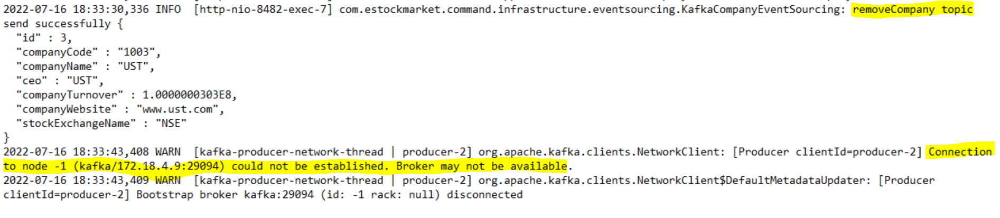 2022-07-16 18:33:30,336 INFO  [http-nio-8482-exec-7] com.estockmarket.command.infrastructure.eventsourcing.KafkaCompanyEventSourcing: removeCompany topic
send successfully {
  "id" : 3,
  "companyCode" : "1003",
  "companyName" : "UST",
  "ceo" : "UST",
  "companyTurnover" : 1.0000000303E8,
  "companyWebsite" : "www.ust.com",
  "stockExchangeName" : "NSE"
}
2022-07-16 18:33:43,408 WARN  [kafka-producer-network-thread | producer-2] org.apache.kafka.clients.NetworkClient: [Producer clientId=producer-2] Connection
to node -1 (kafka/172.18.4.9:29094) could not be established. Broker may not be available.
2022-07-16 18:33:43,409 WARN  [kafka-producer-network-thread | producer-2] org.apache.kafka.clients.NetworkClient$DefaultMetadataUpdater: [Producer
clientId=producer-2] Bootstrap broker kafka:29094 (id: -1 rack: null) disconnected